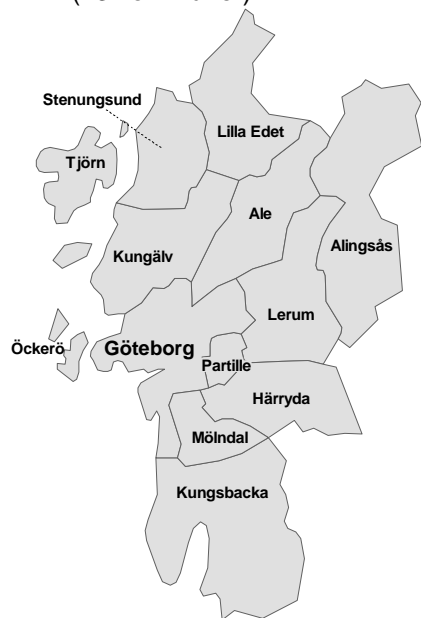 Stenungsund
Lilla Edet
Tjörn
Ale
Alingsås
Kungälv
Lerum
Öckerö
Göteborg
Partille
Härryda
Mölndal
Kungsbacka